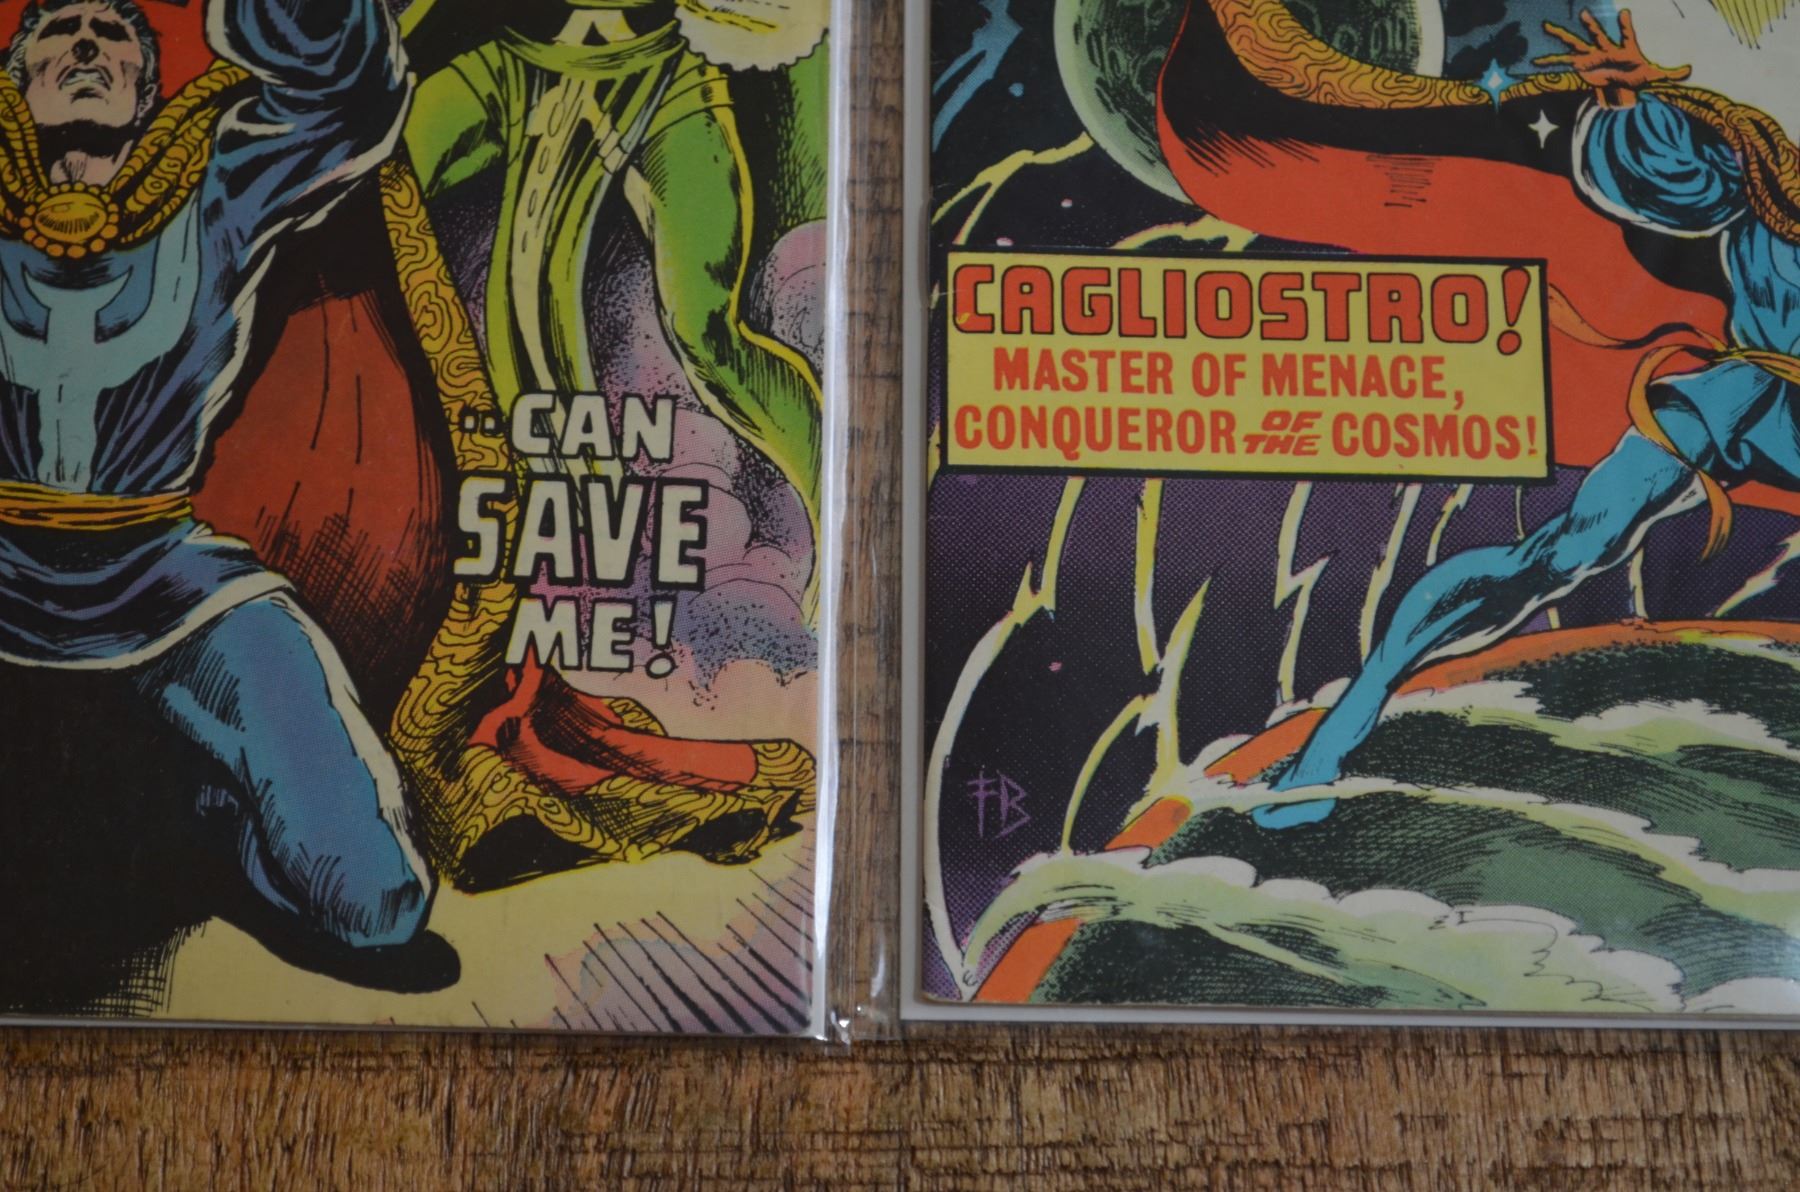 ..CAN
SAVE
ME!
CAGLIOSTRO!
MASTER OF MENACE,
CONQUEROR OF THE COSMOS!
FB